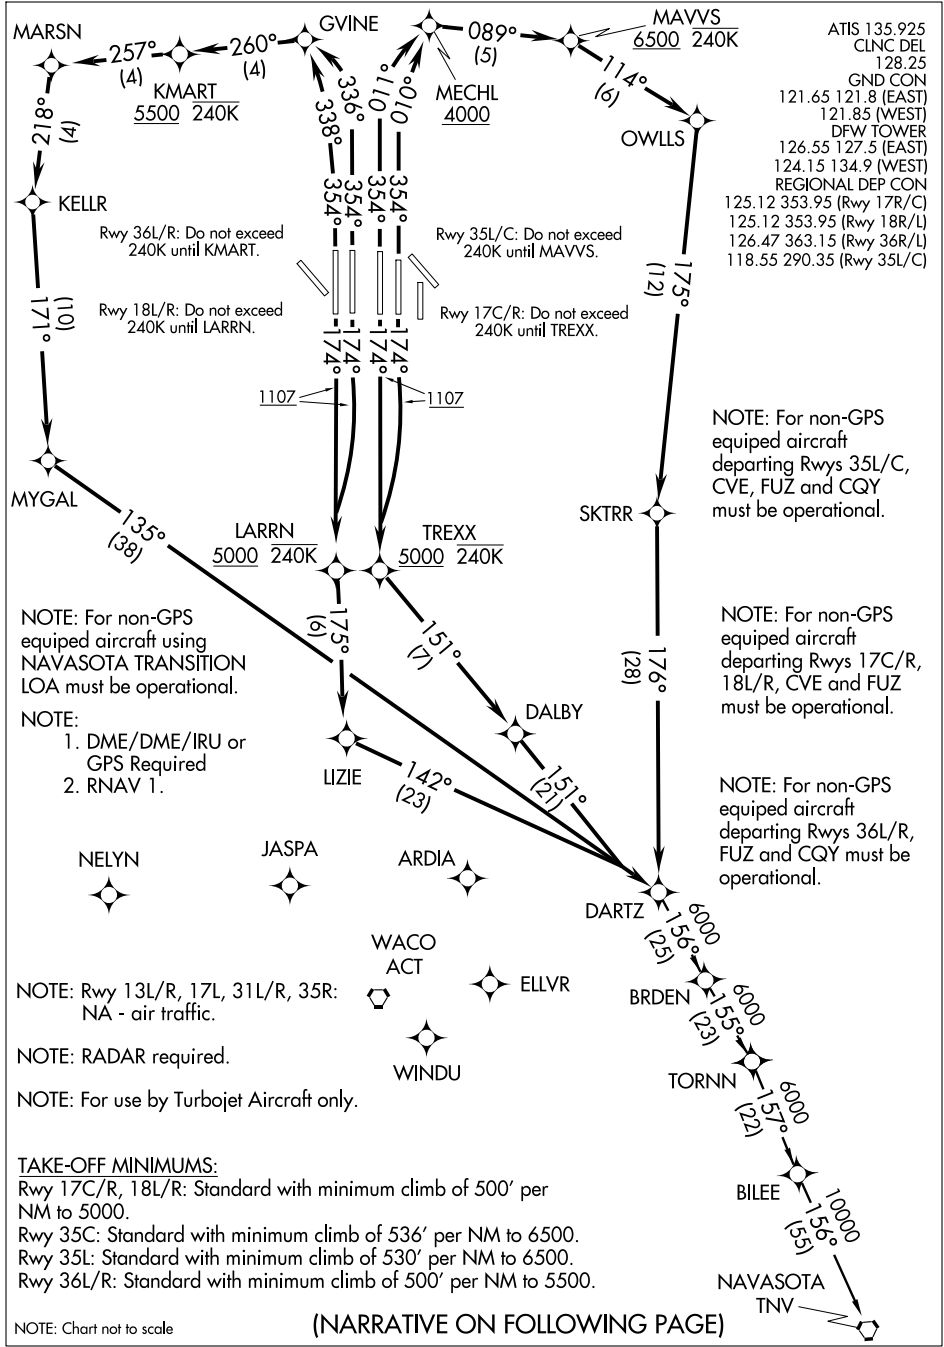 MARSN
257°
(4)
KMART
5500 240K
260°
(4)
GVINE
336°
338°
010°
010°
MECHL
4000
089°
(5)
MAVVS
6500 240K
114°
(6)
OWLLS
ATIS 135.925
CLNC DEL
128.25
GND CON
121.65 121.8 (EAST)
121.85 (WEST)
DFW TOWER
126.55 127.5 (EAST)
124.15 134.9 (WEST)
REGIONAL DEP CON
125.12 353.95 (Rwy 17R/C)
125.12 353.95 (Rwy 18R/L)
126.47 363.15 (Rwy 36R/L)
118.55 290.35 (Rwy 35L/C)
218°
(4)
KELLR
354°
354°
354°
354°
Rwy 36L/R: Do not exceed
240K until KMART.
Rwy 35L/C: Do not exceed
240K until MAVVS.
Rwy 18L/R: Do not exceed
240K until LARRN.
Rwy 17C/R: Do not exceed
240K until TREXX.
171°
(10)
174°
174°
174°
174°
1107
1107
175°
(12)
MYGAL
135°
(38)
LARRN
5000 240K
TREXX
5000 240K
SKTRR
NOTE: For non-GPS
equiped aircraft
departing Rwys 35L/C,
CVE, FUZ and CQY
must be operational.
NOTE: For non-GPS
equiped aircraft using
NAVASOTA TRANSITION
LOA must be operational.
175°
(6)
151°
(7)
176°
(28)
NOTE: For non-GPS
equiped aircraft
departing Rwys 17C/R,
18L/R, CVE and FUZ
must be operational.
NOTE:
1. DME/DME/IRU or
GPS Required
2. RNAV 1.
LIZIE
142°
(23)
DALBY
151°
(21)
NOTE: For non-GPS
equiped aircraft
departing Rwys 36L/R,
FUZ and CQY must be
operational.
NELYN
JASPA
ARDIA
DARTZ
6000
156°
(25)
WACO
ACT
ELLVR
BRDEN
6000
155°
(23)
NOTE: Rwy 13L/R, 17L, 31L/R, 35R:
NA - air traffic.
WINDU
TORNN
6000
157°
(22)
NOTE: RADAR required.
NOTE: For use by Turbojet Aircraft only.
BILEE
10000
156°
(55)
NAVASOTA
TNV
TAKE-OFF MINIMUMS:
Rwy 17C/R, 18L/R: Standard with minimum climb of 500' per
NM to 5000.
Rwy 35C: Standard with minimum climb of 536' per NM to 6500.
Rwy 35L: Standard with minimum climb of 530' per NM to 6500.
Rwy 36L/R: Standard with minimum climb of 500' per NM to 5500.
NOTE: Chart not to scale
(NARRATIVE ON FOLLOWING PAGE)